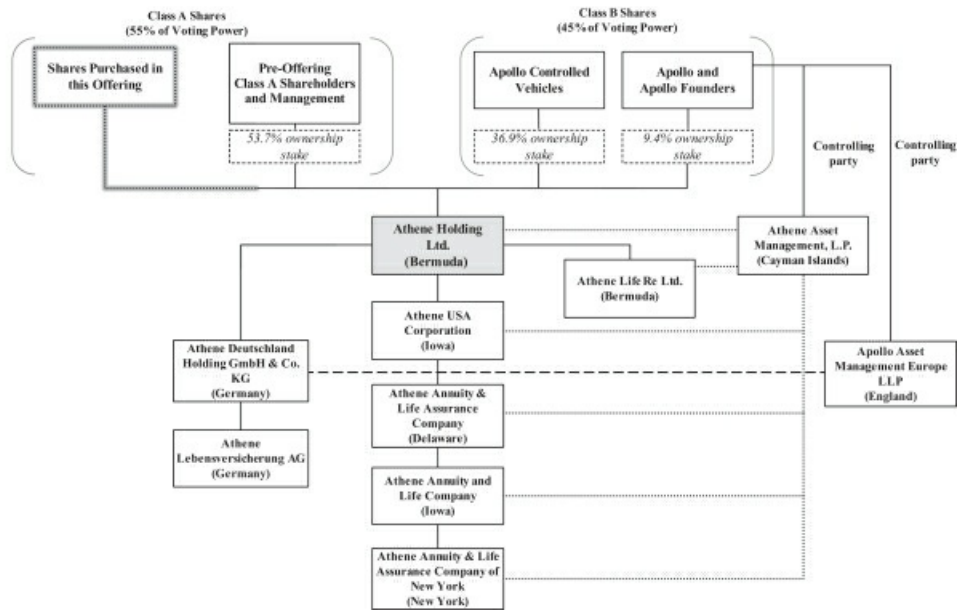 Class A Shares
(55% of Voting Power)
Class B Shares
(45% of Voting Power)
Shares Purchased in
this Offering
Pre-Offering
Class A Shareholders
and Management
53.7% ownership
stake
Apollo Controlled
Vehicles
36.9% ownership
stake
Apollo and
Apollo Founders
9.4% ownership
stake
Controlling
party
Controlling
party
Athene Holding
Ltd.
(Bermuda)
Athene Asset
Management, L.P.
(Cayman Islands)
Athene Life Re Ltd.
(Bermuda)
Athene USA
Corporation
(Iowa)
Athene Deutschland
Holding GmbH & Co.
KG
(Germany)
Apollo Asset
Management Europe
LLP
(England)
Athene Annuity &
Life Assurance
Company
(Delaware)
Athene
Lebensversicherung AG
(Germany)
Athene Annuity and
Life Company
(Iowa)
Athene Annuity & Life
Assurance Company of
New York
(New York)